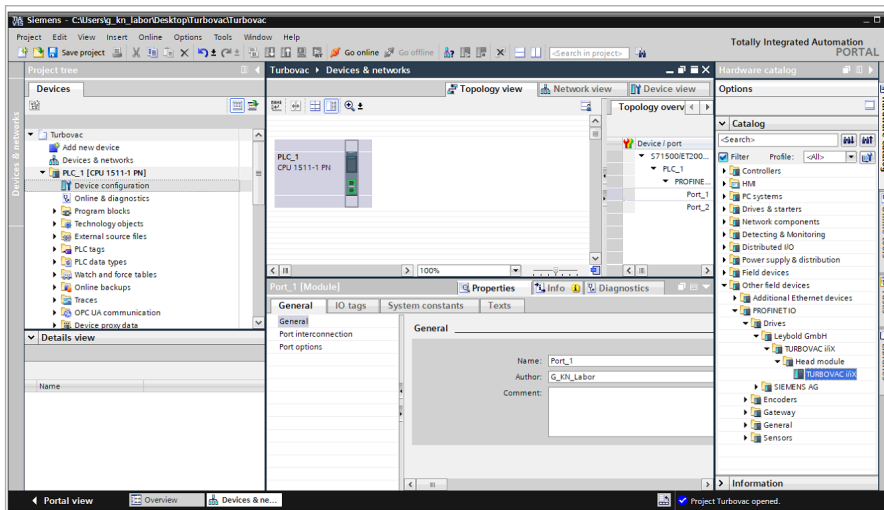 Siemens - C:\Users\g_kn_labor\Desktop\Turbovac\Turbovac
Project Edit View Insert Online Options Tools Window Help
Totally Integrated Automation
PORTAL
Save project
Go online
Go offline
<Search in project>
Project tree
Devices
Devices & networks
Turbovac
Add new device
Devices & networks
PLC_1 [CPU 1511-1 PN]
Device configuration
Online & diagnostics
Program blocks
Technology objects
External source files
PLC tags
PLC data types
Watch and force tables
Online backups
Traces
OPC UA communication
Device proxy data
Details view
Name
Turbovac ▸ Devices & networks
Topology view
Network view
Device view
PLC_1
CPU 1511-1 PN
100%
Topology overv
Device / port
S71500/ET200...
PLC_1
PROFINE...
Port_1
Port_2
Port_1 [Module]
Properties
Info
Diagnostics
General
IO tags
System constants
Texts
General
Port interconnection
Port options
General
Name: Port_1
Author: G_KN_Labor
Comment:
Hardware catalog
Options
Catalog
<Search>
Filter Profile: <All>
Controllers
HMI
PC systems
Drives & starters
Network components
Detecting & Monitoring
Distributed I/O
Power supply & distribution
Field devices
Other field devices
Additional Ethernet devices
PROFINET IO
Drives
Leybold GmbH
TURBOVAC i/iX
Head module
TURBOVAC i/iX
SIEMENS AG
Encoders
Gateway
General
Sensors
Information
Portal view
Overview
Devices & ne...
Project Turbovac opened.